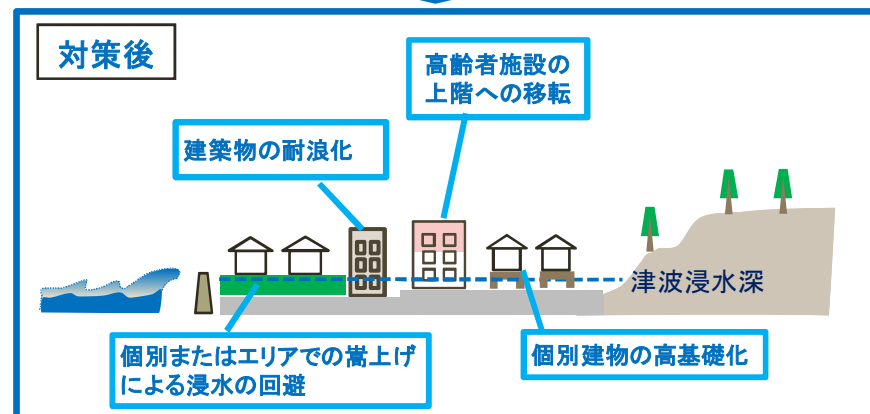 対策後
高齢者施設の
上階への移転
建築物の耐浪化
津波浸水深
個別またはエリアでの嵩上げ
による浸水の回避
個別建物の高基礎化